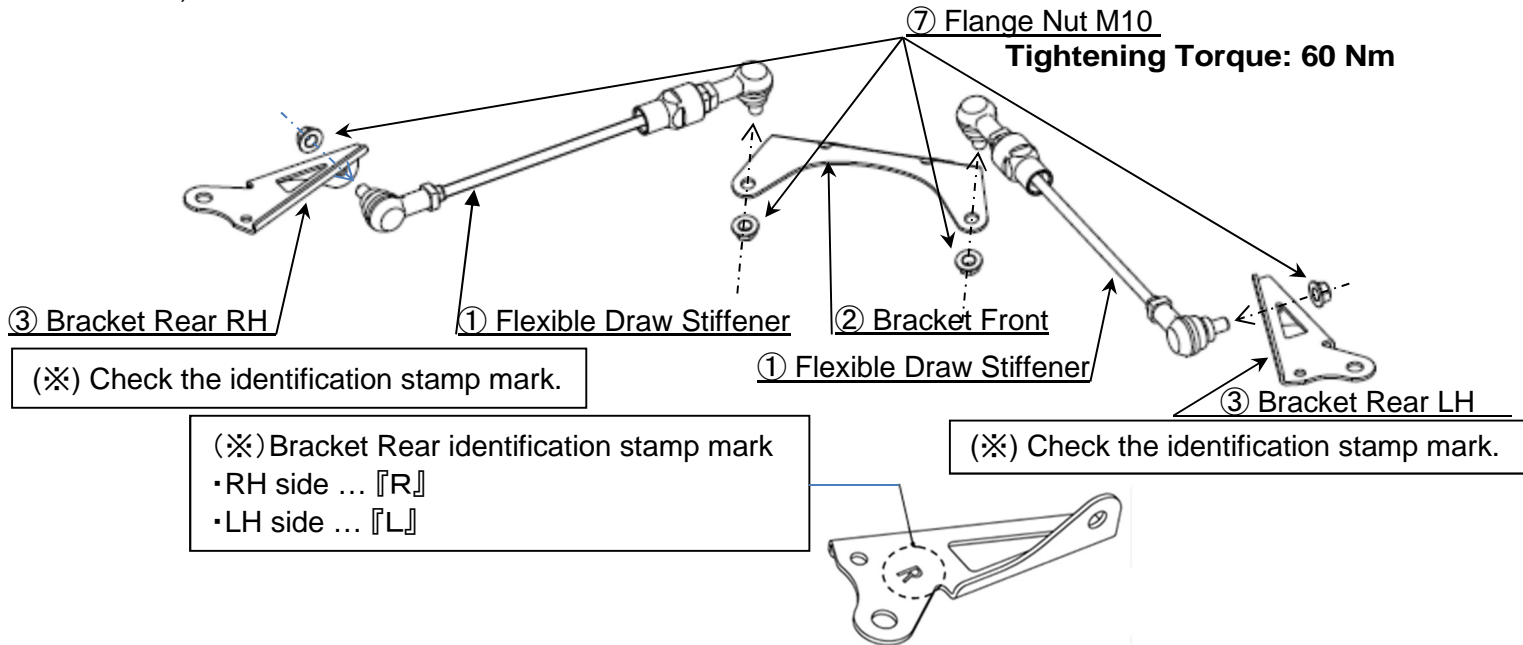 ⑦ Flange Nut M10
Tightening Torque: 60 Nm
③ Bracket Rear RH
① Flexible Draw Stiffener
② Bracket Front
① Flexible Draw Stiffener
③ Bracket Rear LH
(※) Check the identification stamp mark.
(※) Check the identification stamp mark.
（※）Bracket Rear identification stamp mark
・RH side … 『R』
・LH side … 『L』
R